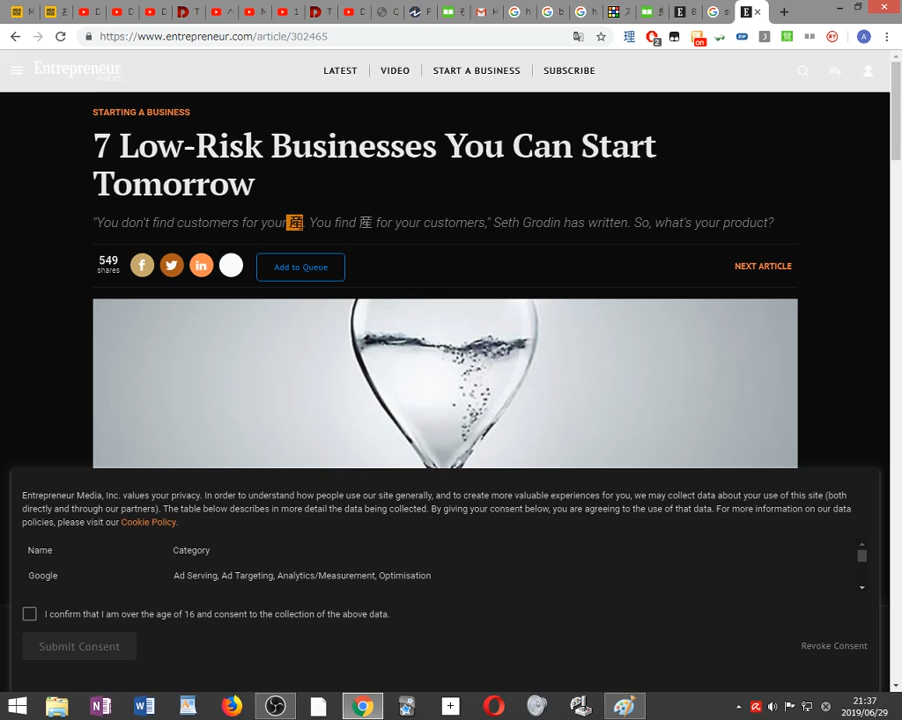 https://www.entrepreneur.com/article/302465
Entrepreneur
EUROPE
LATEST
VIDEO
START A BUSINESS
SUBSCRIBE
STARTING A BUSINESS
7 Low-Risk Businesses You Can Start
Tomorrow
"You don't find customers for your 産. You find 産 for your customers," Seth Grodin has written. So, what's your product?
549
shares
Add to Queue
NEXT ARTICLE
Entrepreneur Media, Inc. values your privacy. In order to understand how people use our site generally, and to create more valuable experiences for you, we may collect data about your use of this site (both
directly and through our partners). The table below describes in more detail the data being collected. By giving your consent below, you are agreeing to the use of that data. For more information on our data
policies, please visit our Cookie Policy.
Name
Category
Google
Ad Serving, Ad Targeting, Analytics/Measurement, Optimisation
I confirm that I am over the age of 16 and consent to the collection of the above data.
Submit Consent
Revoke Consent
21:37
2019/06/29